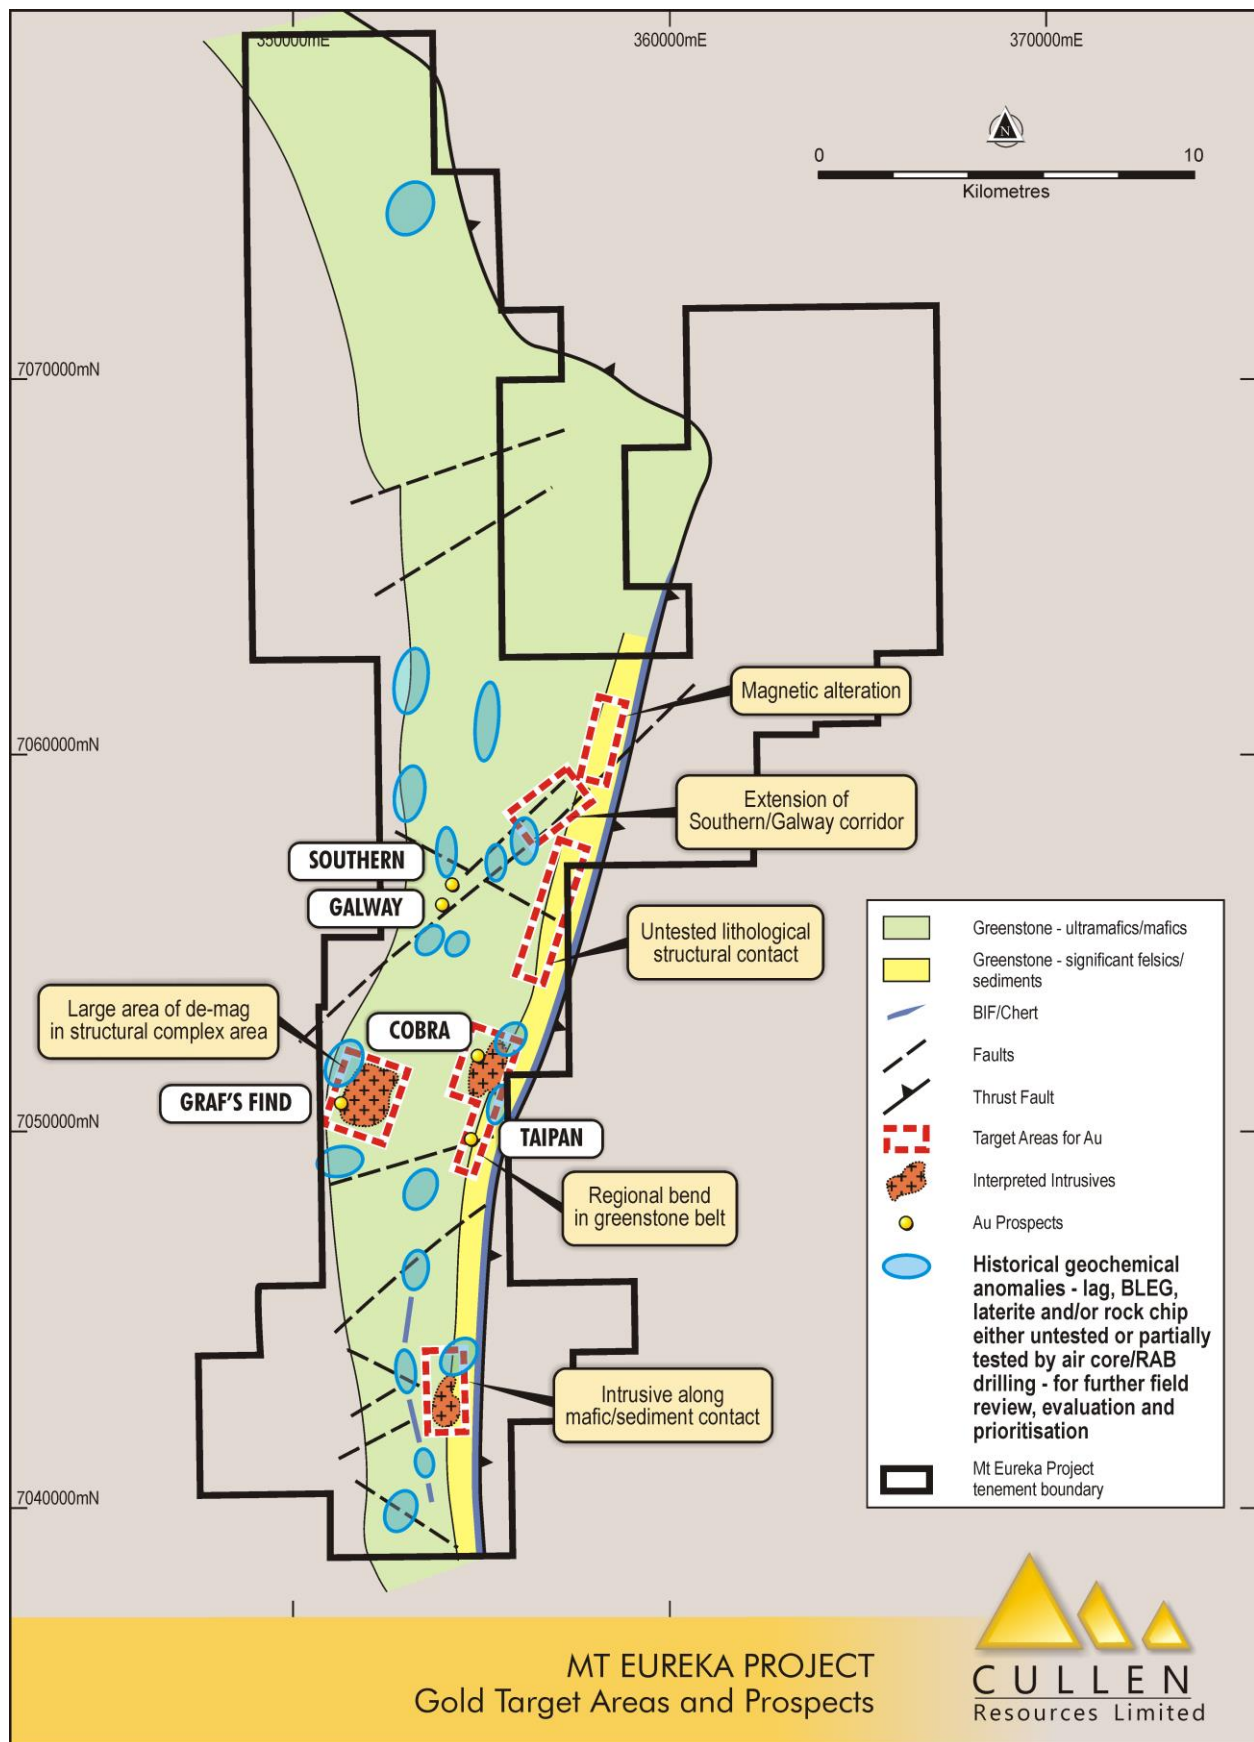 350000mE
360000mE
370000mE
N
0
10
Kilometres
7070000mN
Magnetic alteration
7060000mN
Extension of
Southern/Galway corridor
SOUTHERN
GALWAY
Untested lithological
structural contact
Large area of de-mag
in structural complex area
COBRA
GRAF'S FIND
7050000mN
TAIPAN
Regional bend
in greenstone belt
Intrusive along
mafic/sediment contact
7040000mN
Greenstone - ultramafics/mafics
Greenstone - significant felsics/
sediments
BIF/Chert
Faults
Thrust Fault
Target Areas for Au
Interpreted Intrusives
Au Prospects
Historical geochemical
anomalies - lag, BLEG,
laterite and/or rock chip
either untested or partially
tested by air core/RAB
drilling - for further field
review, evaluation and
prioritisation
Mt Eureka Project
tenement boundary
MT EUREKA PROJECT
Gold Target Areas and Prospects
CULLEN
Resources Limited